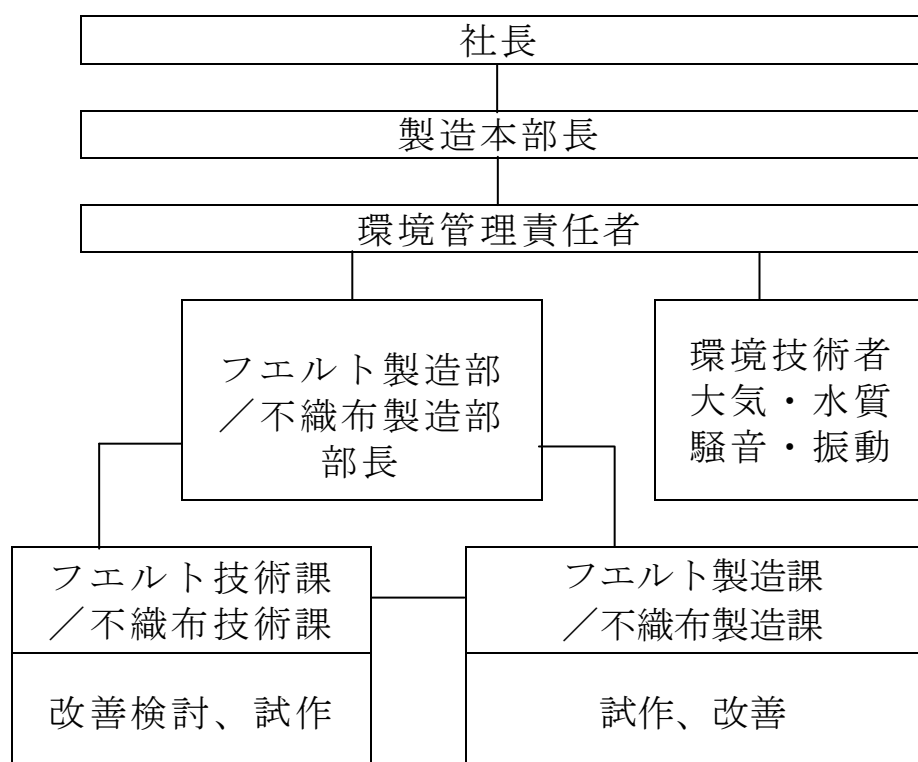 社長
製造本部長
環境管理責任者
フエルト製造部
／不織布製造部
部長
環境技術者
大気・水質
騒音・振動
フエルト技術課
／不織布技術課
改善検討、試作
フエルト製造課
／不織布製造課
試作、改善